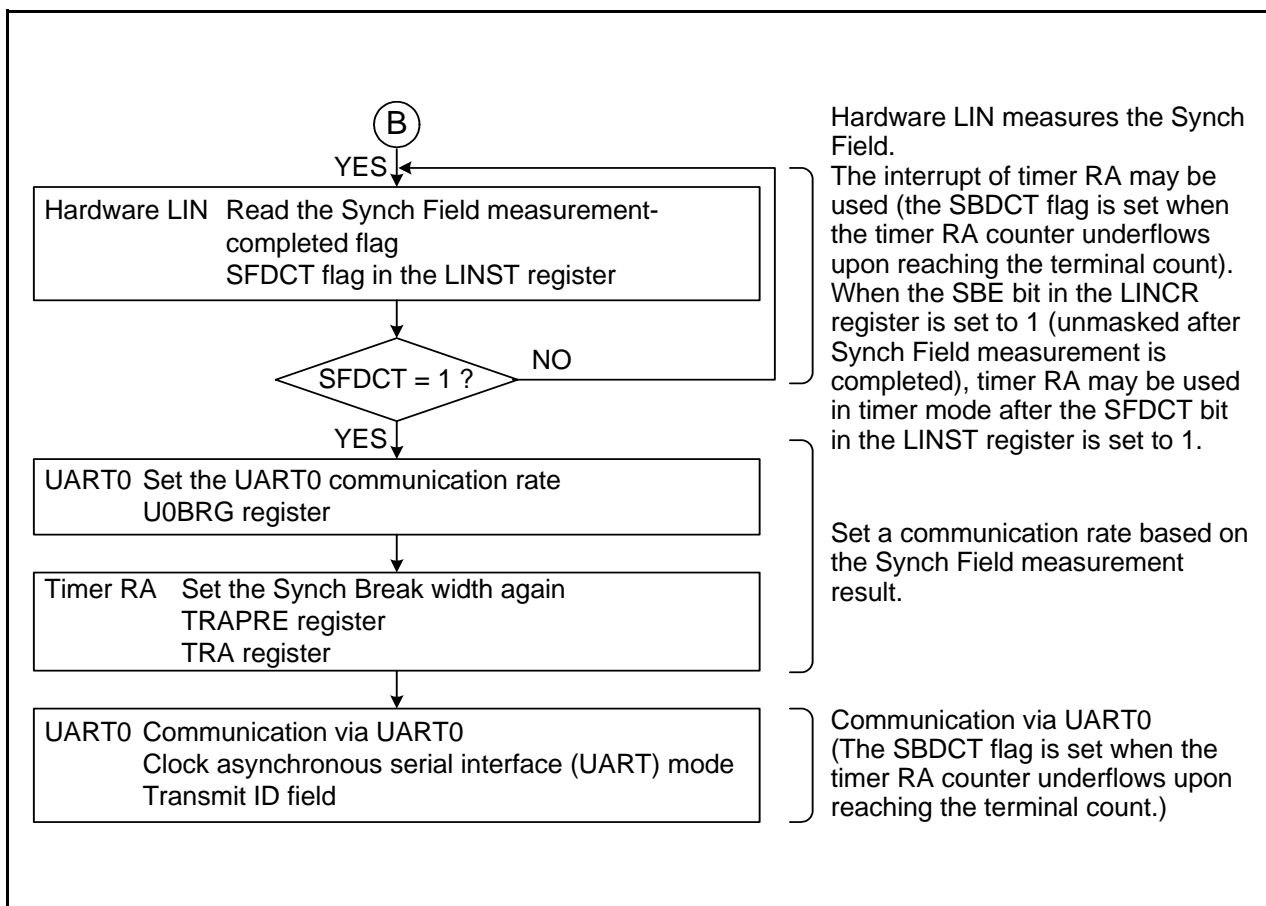 B
YES
Hardware LIN Read the Synch Field measurement-
completed flag
SFDCT flag in the LINST register
SFDCT = 1 ?
NO
YES
UART0 Set the UART0 communication rate
U0BRG register
Timer RA Set the Synch Break width again
TRAPRE register
TRA register
UART0 Communication via UART0
Clock asynchronous serial interface (UART) mode
Transmit ID field
Hardware LIN measures the Synch
Field.
The interrupt of timer RA may be
used (the SBDCT flag is set when
the timer RA counter underflows
upon reaching the terminal count).
When the SBE bit in the LINCR
register is set to 1 (unmasked after
Synch Field measurement is
completed), timer RA may be used
in timer mode after the SFDCT bit
in the LINST register is set to 1.
Set a communication rate based on
the Synch Field measurement
result.
Communication via UART0
(The SBDCT flag is set when the
timer RA counter underflows upon
reaching the terminal count.)